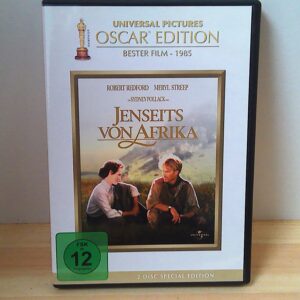 UNIVERSAL PICTURES
OSCAR® EDITION
BESTER FILM - 1985
ROBERT REDFORD MERYL STREEP
SYDNEY POLLACK
JENSEITS
VON AFRIKA
UNIVERSAL
FSK
12
2-DISC SPECIAL EDITION